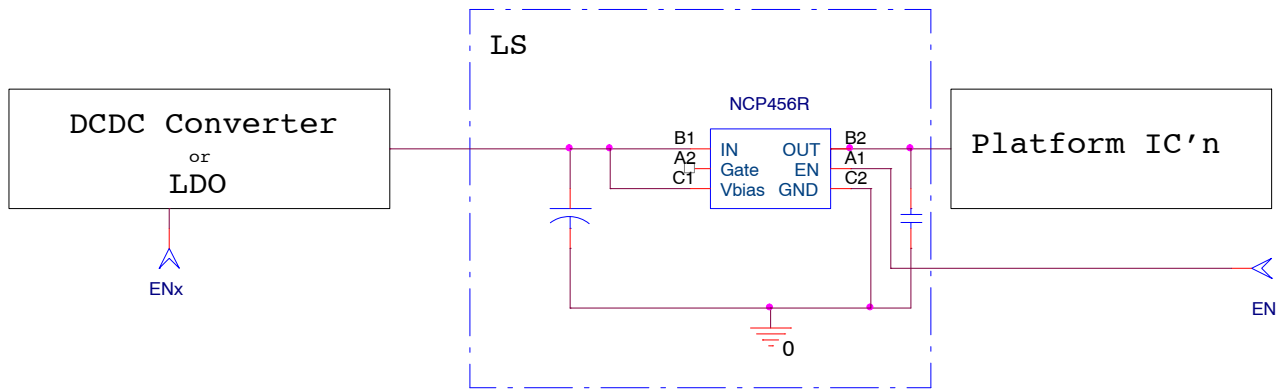 LS
DCDC Converter
or
LDO
ENx
NCP456R
B1
A2
C1
IN
Gate
Vbias
OUT
EN
GND
B2
A1
C2
Platform IC'n
EN
0